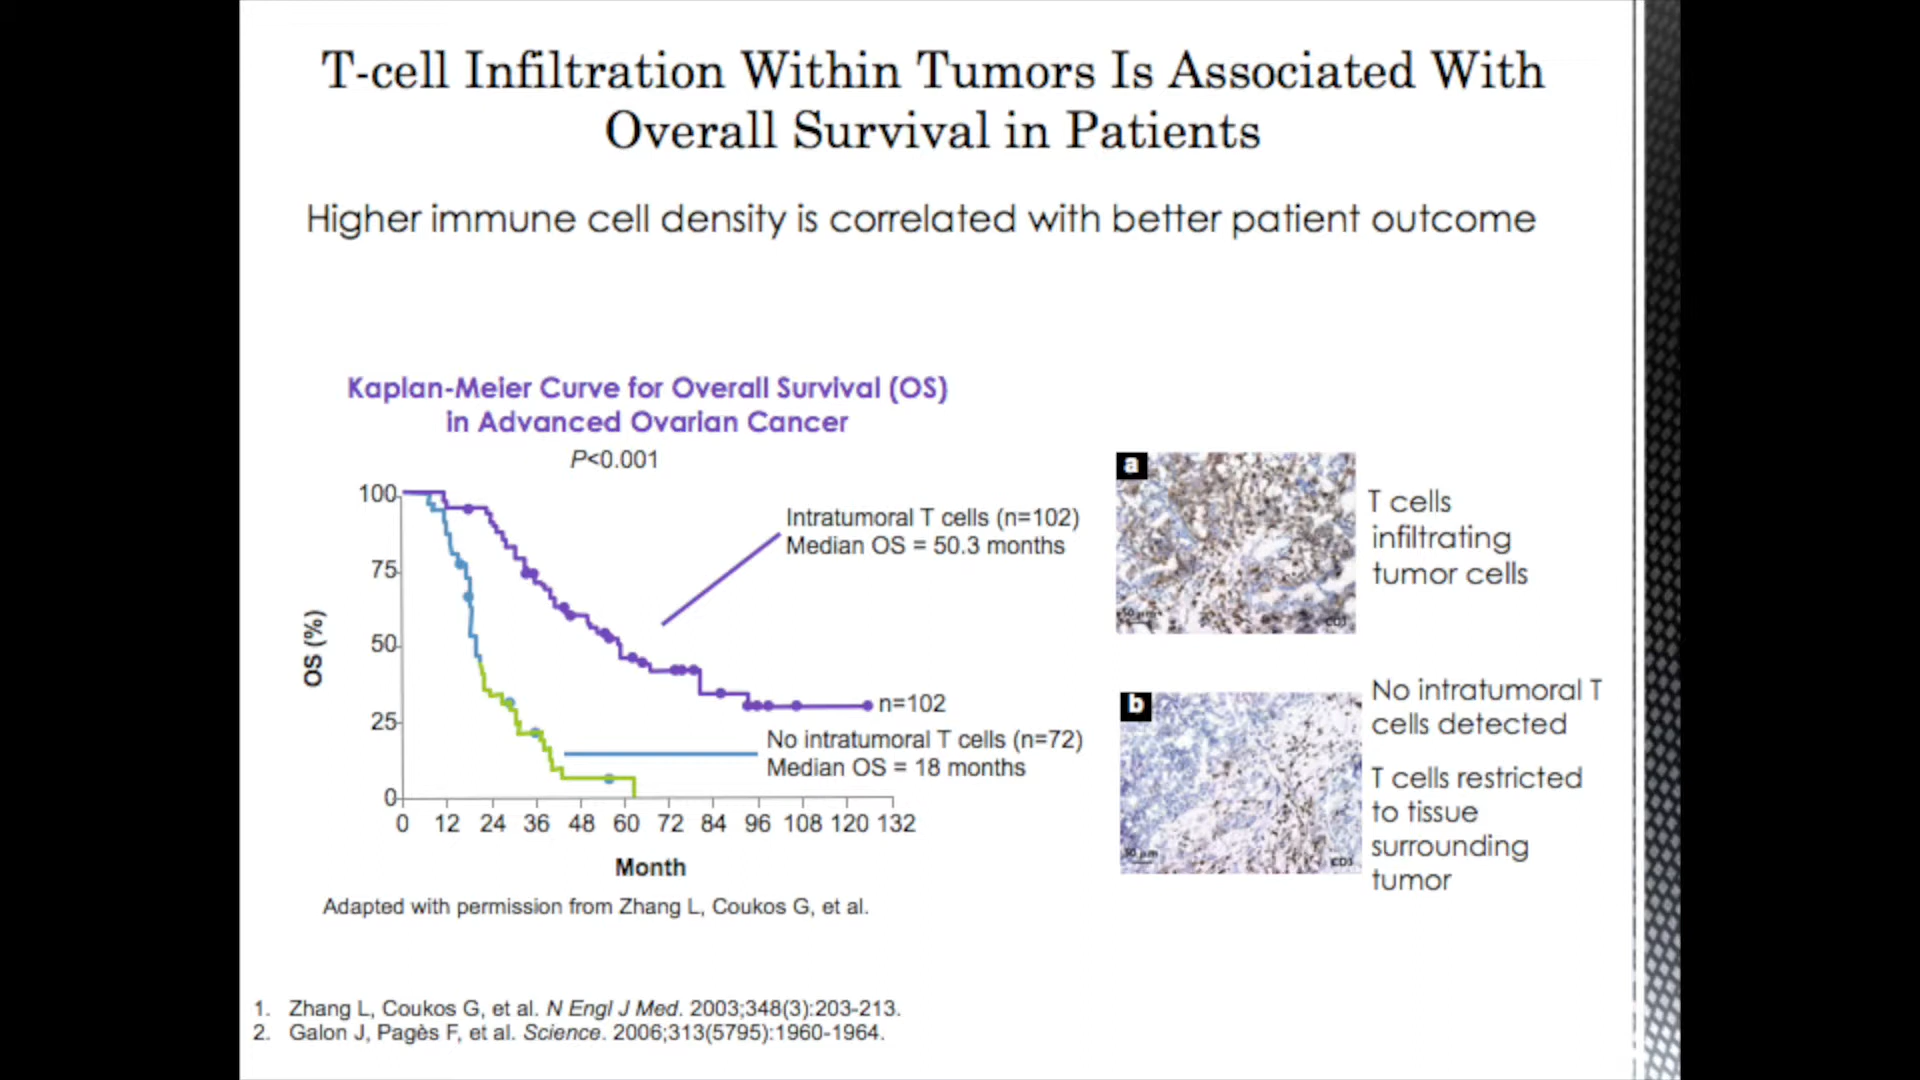 T-cell Infiltration Within Tumors Is Associated With
Overall Survival in Patients
Higher immune cell density is correlated with better patient outcome
Kaplan-Meier Curve for Overall Survival (OS)
in Advanced Ovarian Cancer
P<0.001
100
75
50
25
0
OS (%)
Intratumoral T cells (n=102)
Median OS = 50.3 months
n=102
No intratumoral T cells (n=72)
Median OS = 18 months
0 12 24 36 48 60 72 84 96 108 120 132
Month
Adapted with permission from Zhang L, Coukos G, et al.
a
50 µm
CD3
T cells
infiltrating
tumor cells
b
50 µm
CD3
No intratumoral T
cells detected
T cells restricted
to tissue
surrounding
tumor
1. Zhang L, Coukos G, et al. N Engl J Med. 2003;348(3):203-213.
2. Galon J, Pagès F, et al. Science. 2006;313(5795):1960-1964.